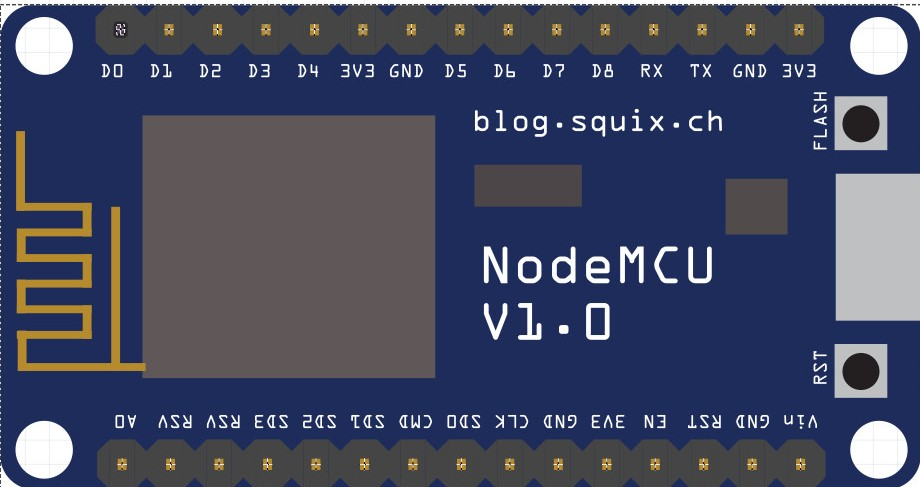 D0 D1 D2 D3 D4 3V3 GND D5 D6 D7 D8 RX TX GND 3V3
FLASH
blog.squix.ch
NodeMCU
V1.0
RST
Vin GND RST EN 3V3 GND CLK SD0 CMD SD1 SD2 SD3 RSV RSV A0